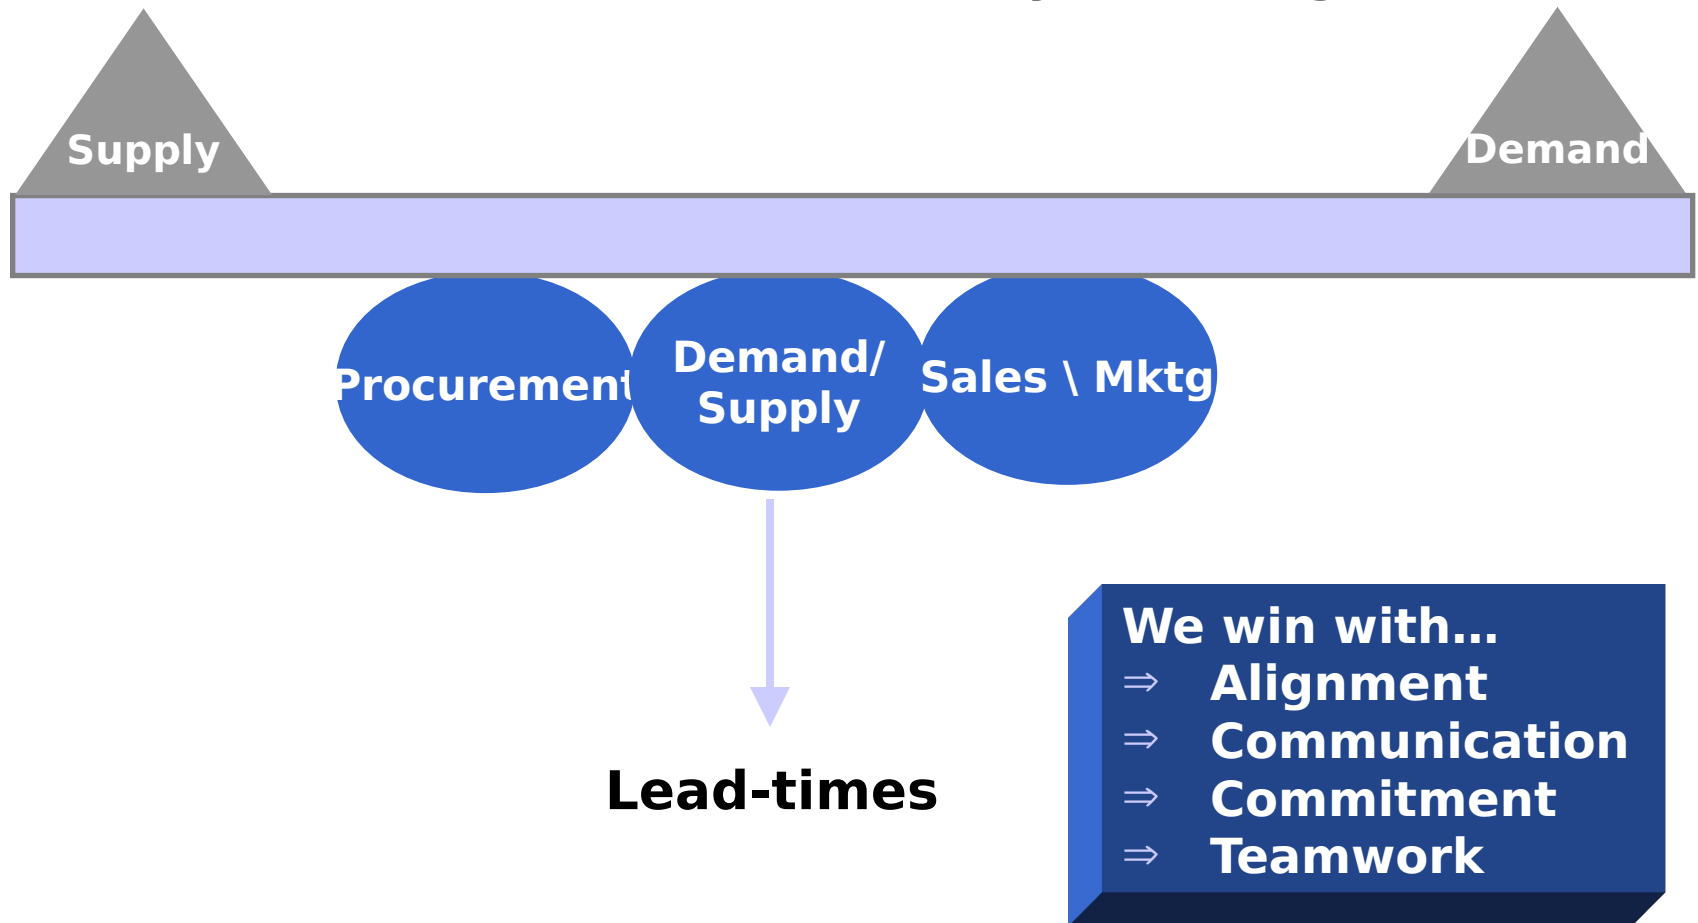 Supply
Demand
Procurement
Demand/
Supply
Sales \ Mktg
Lead-times
We win with…
⇒ Alignment
⇒ Communication
⇒ Commitment
⇒ Teamwork